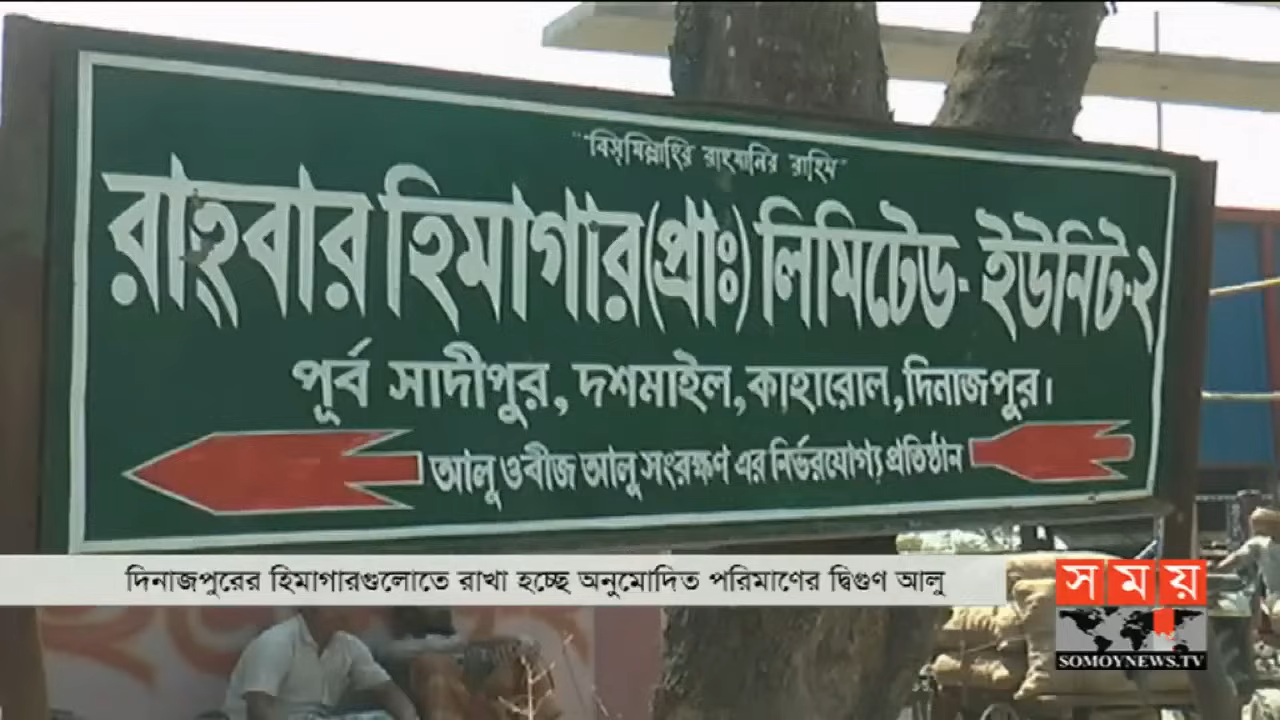 "বিস্‌মিল্লাহির রাহমানির রাহিম"
রাহবার হিমাগার (প্রাঃ) লিমিটেড- ইউনিট-২
পূর্ব সাদীপুর, দশমাইল, কাহারোল, দিনাজপুর।
আলু ও বীজ আলু সংরক্ষণ এর নির্ভরযোগ্য প্রতিষ্ঠান
দিনাজপুরের হিমাগারগুলোতে রাখা হচ্ছে অনুমোদিত পরিমাণের দ্বিগুণ আলু
সময়
SOMOYNEWS.TV